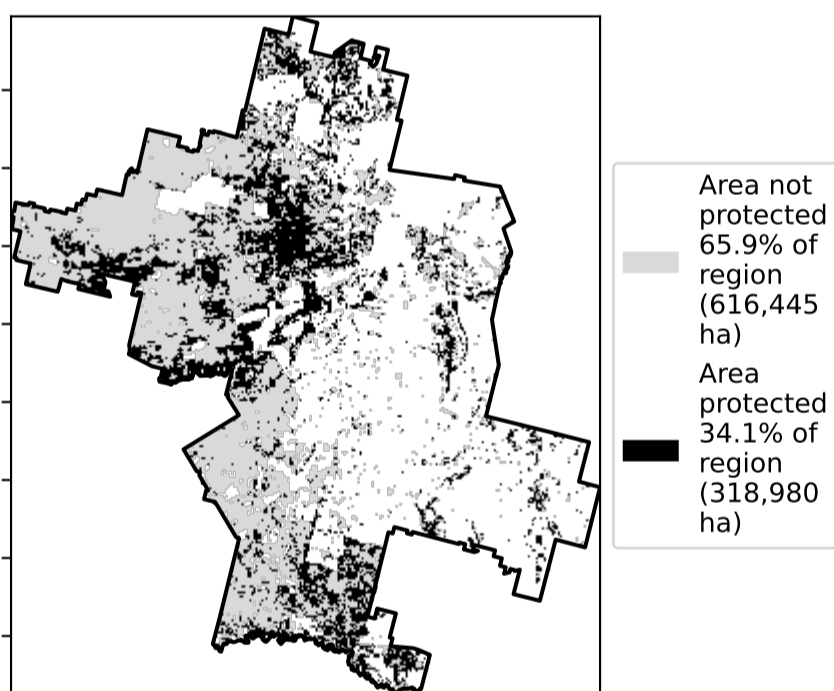 Area not
protected
65.9% of
region
(616,445
ha)
Area
protected
34.1% of
region
(318,980
ha)